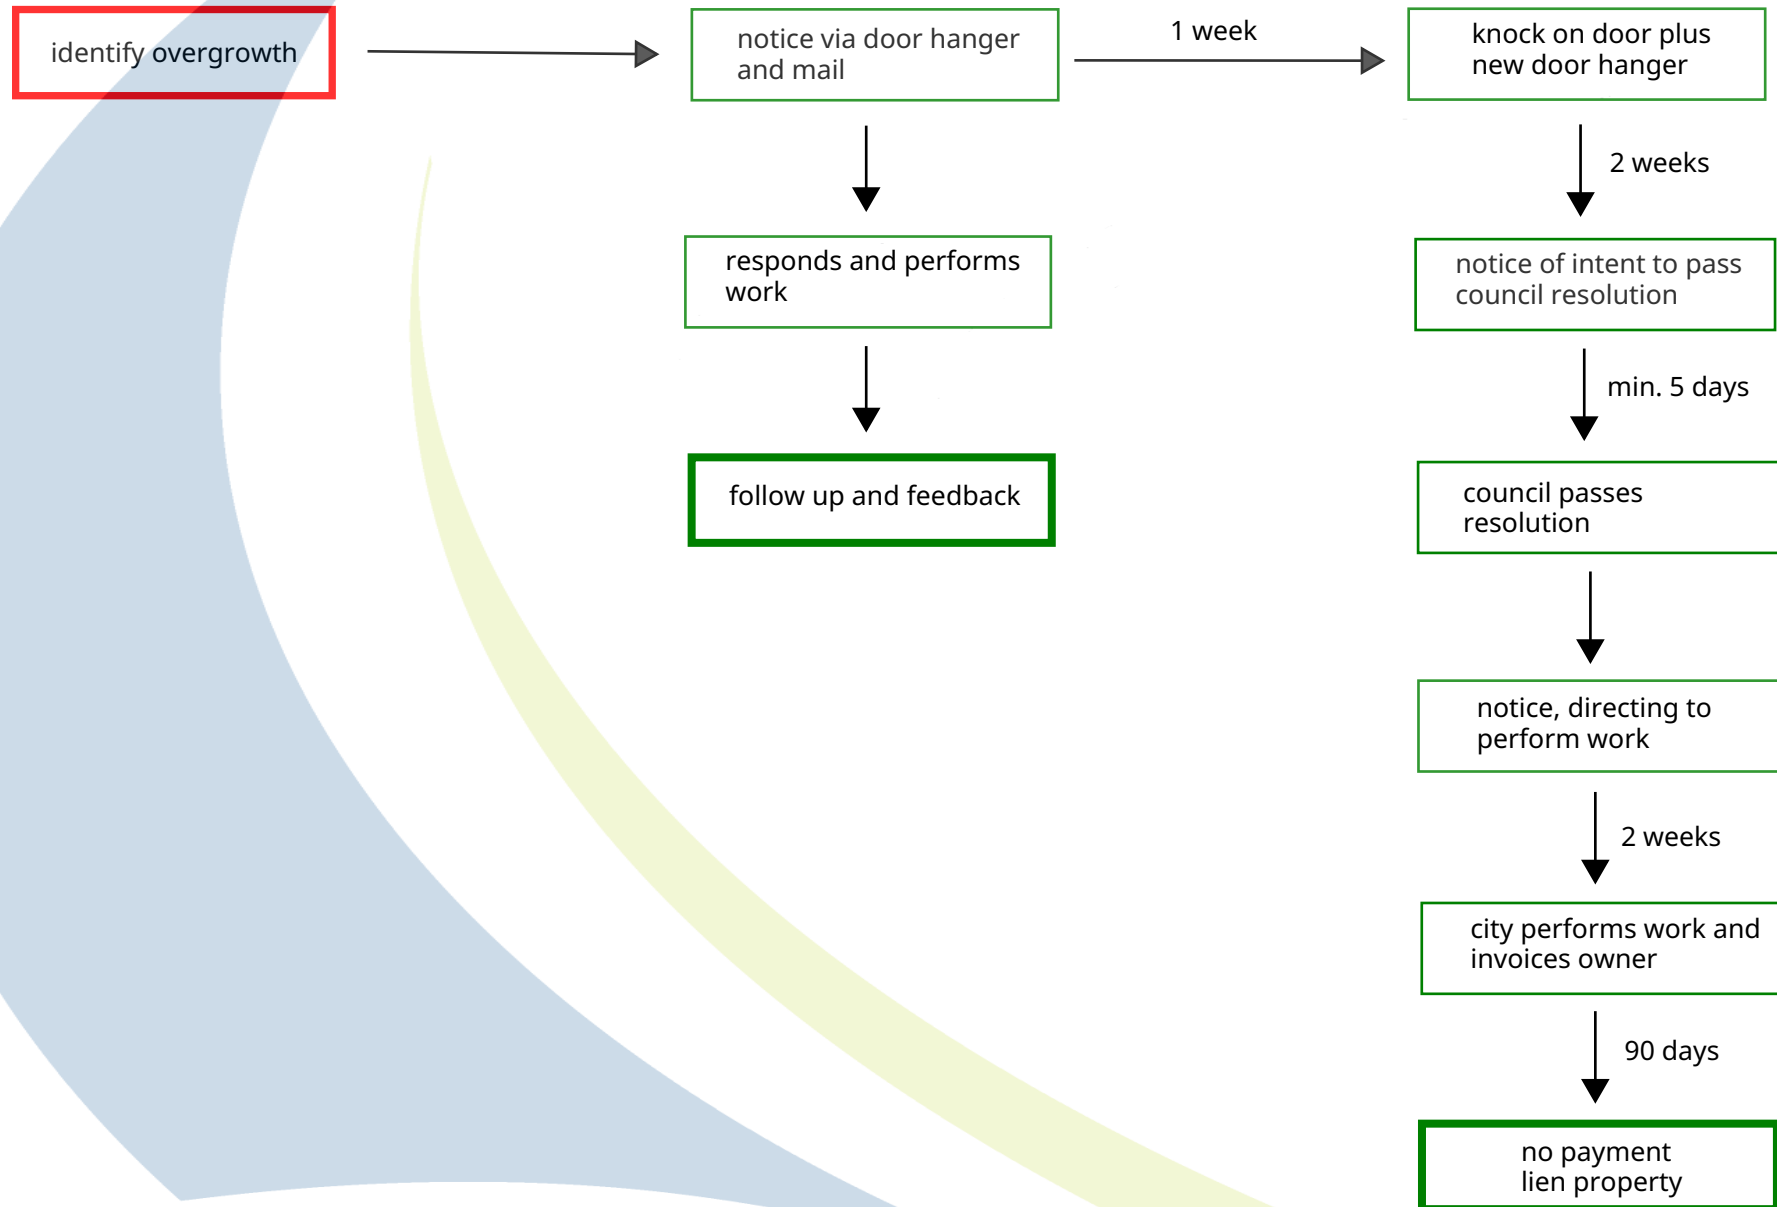 identify overgrowth
notice via door hanger
and mail
1 week
knock on door plus
new door hanger
2 weeks
responds and performs
work
notice of intent to pass
council resolution
min. 5 days
follow up and feedback
council passes
resolution
notice, directing to
perform work
2 weeks
city performs work and
invoices owner
90 days
no payment
lien property